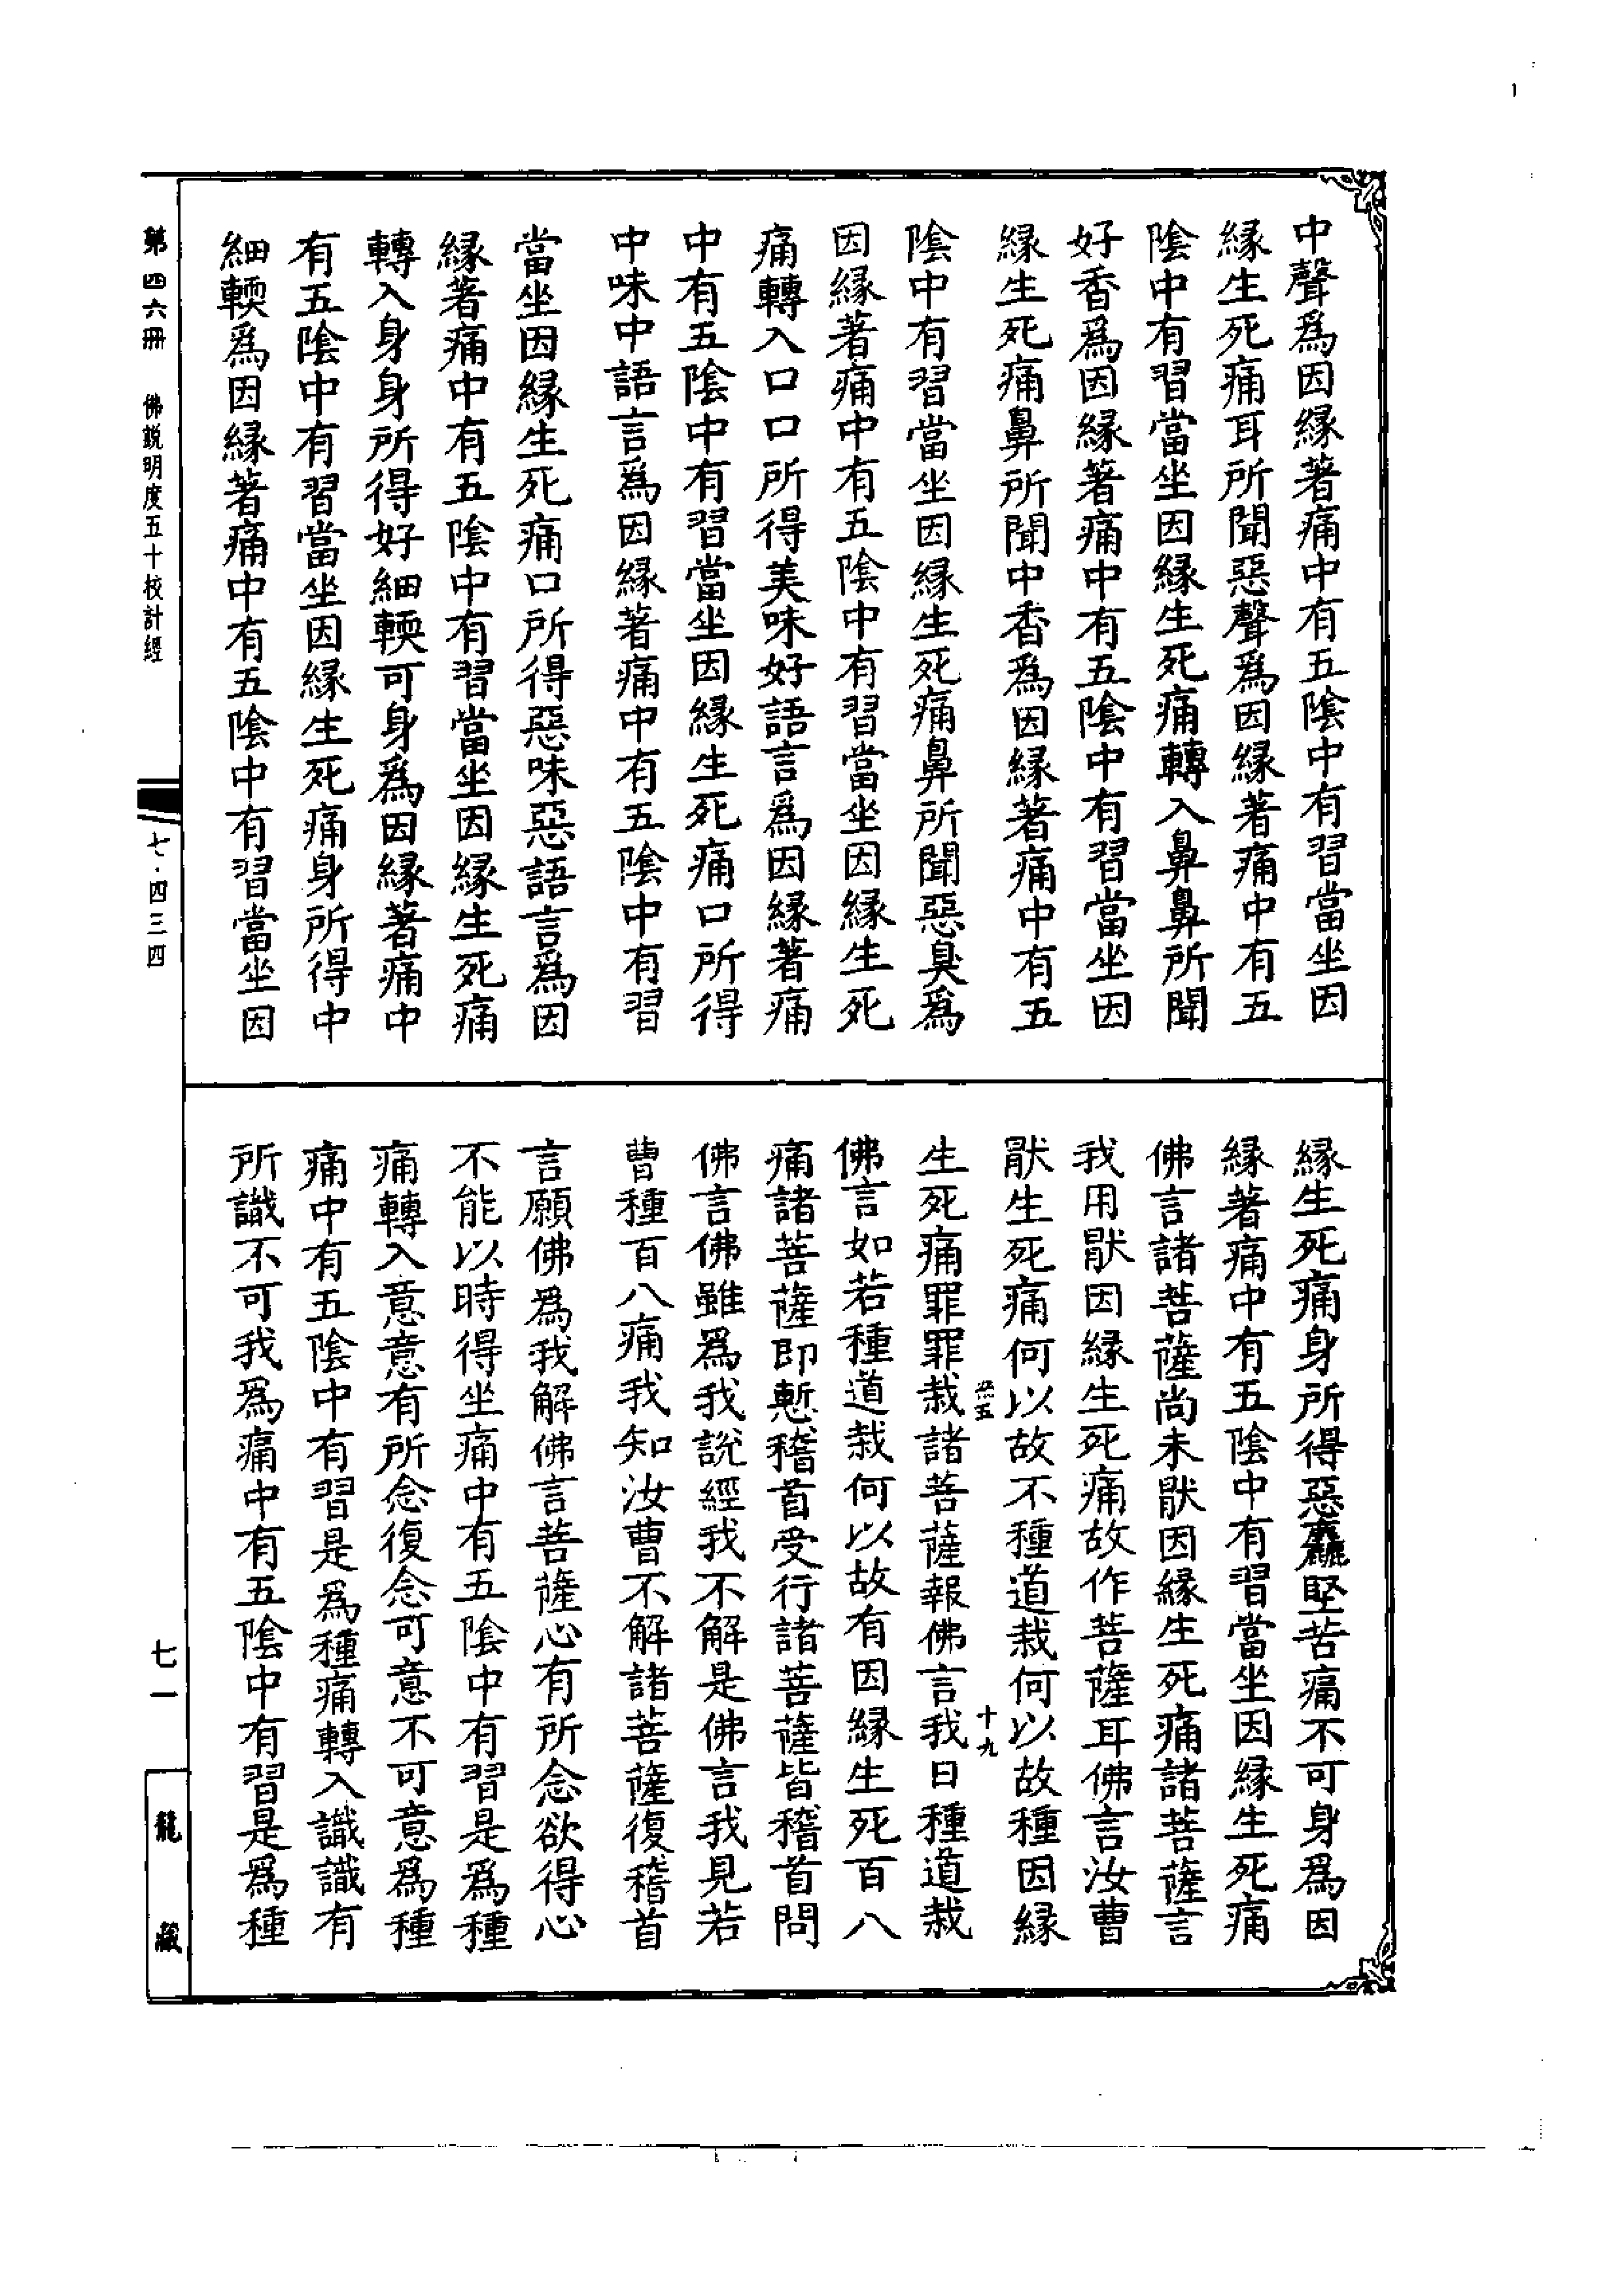 中聲爲因緣著痛中有五陰中有習當坐因
緣生死痛耳所聞惡聲爲因緣著痛中有五
陰中有習當坐因緣生死痛轉入鼻鼻所聞
好香爲因緣著痛中有五陰中有習當坐因
緣生死痛鼻所聞中香爲因緣著痛中有五
陰中有習當坐因緣生死痛鼻所聞惡臭爲
因緣著痛中有五陰中有習當坐因緣生死
痛轉入口口所得美味好語言爲因緣著痛
中有五陰中有習當坐因緣生死痛口所得
中味中語言爲因緣著痛中有五陰中有習
當坐因緣生死痛口所得惡味惡語言爲因
緣著痛中有五陰中有習當坐因緣生死痛
轉入身身所得好細輭可身爲因緣著痛中
有五陰中有習當坐因緣生死痛身所得中
細輭爲因緣著痛中有五陰中有習當坐因
緣生死痛身所得惡麤堅苦痛不可身爲因
緣著痛中有五陰中有習當坐因緣生死痛
佛言諸菩薩尚未猒因緣生死痛諸菩薩言
我用猒因緣生死痛故作菩薩耳佛言汝曹
猒生死痛何以故不種道栽何以故種因緣
生死痛罪罪栽諸菩薩報佛言我日種道栽
十九
佛言如若種道栽何以故有因緣生死百八
痛諸菩薩即慙稽首受行諸菩薩皆稽首問
佛言佛雖爲我說經我不解是佛言我見若
曹種百八痛我知汝曹不解諸菩薩復稽首
言願佛爲我解佛言菩薩心有所念欲得心
不能以時得坐痛中有五陰中有習是爲種
痛轉入意意有所念復念可意不可意爲種
痛中有五陰中有習是爲種痛轉入識識有
所識不可我爲痛中有五陰中有習是爲種
第四六冊 佛說明度五十校計經
七·四三四
七一
龍藏